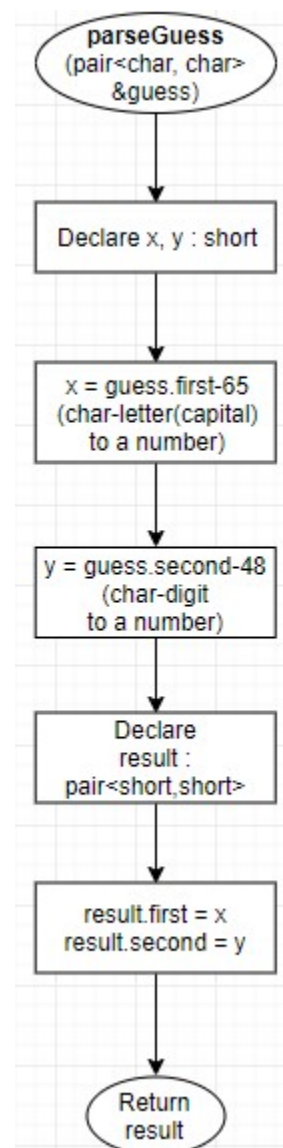 parseGuess
(pair<char, char>
&guess)
Declare x, y : short
x = guess.first-65
(char-letter(capital)
to a number)
y = guess.second-48
(char-digit
to a number)
Declare
result :
pair<short,short>
result.first = x
result.second = y
Return
result